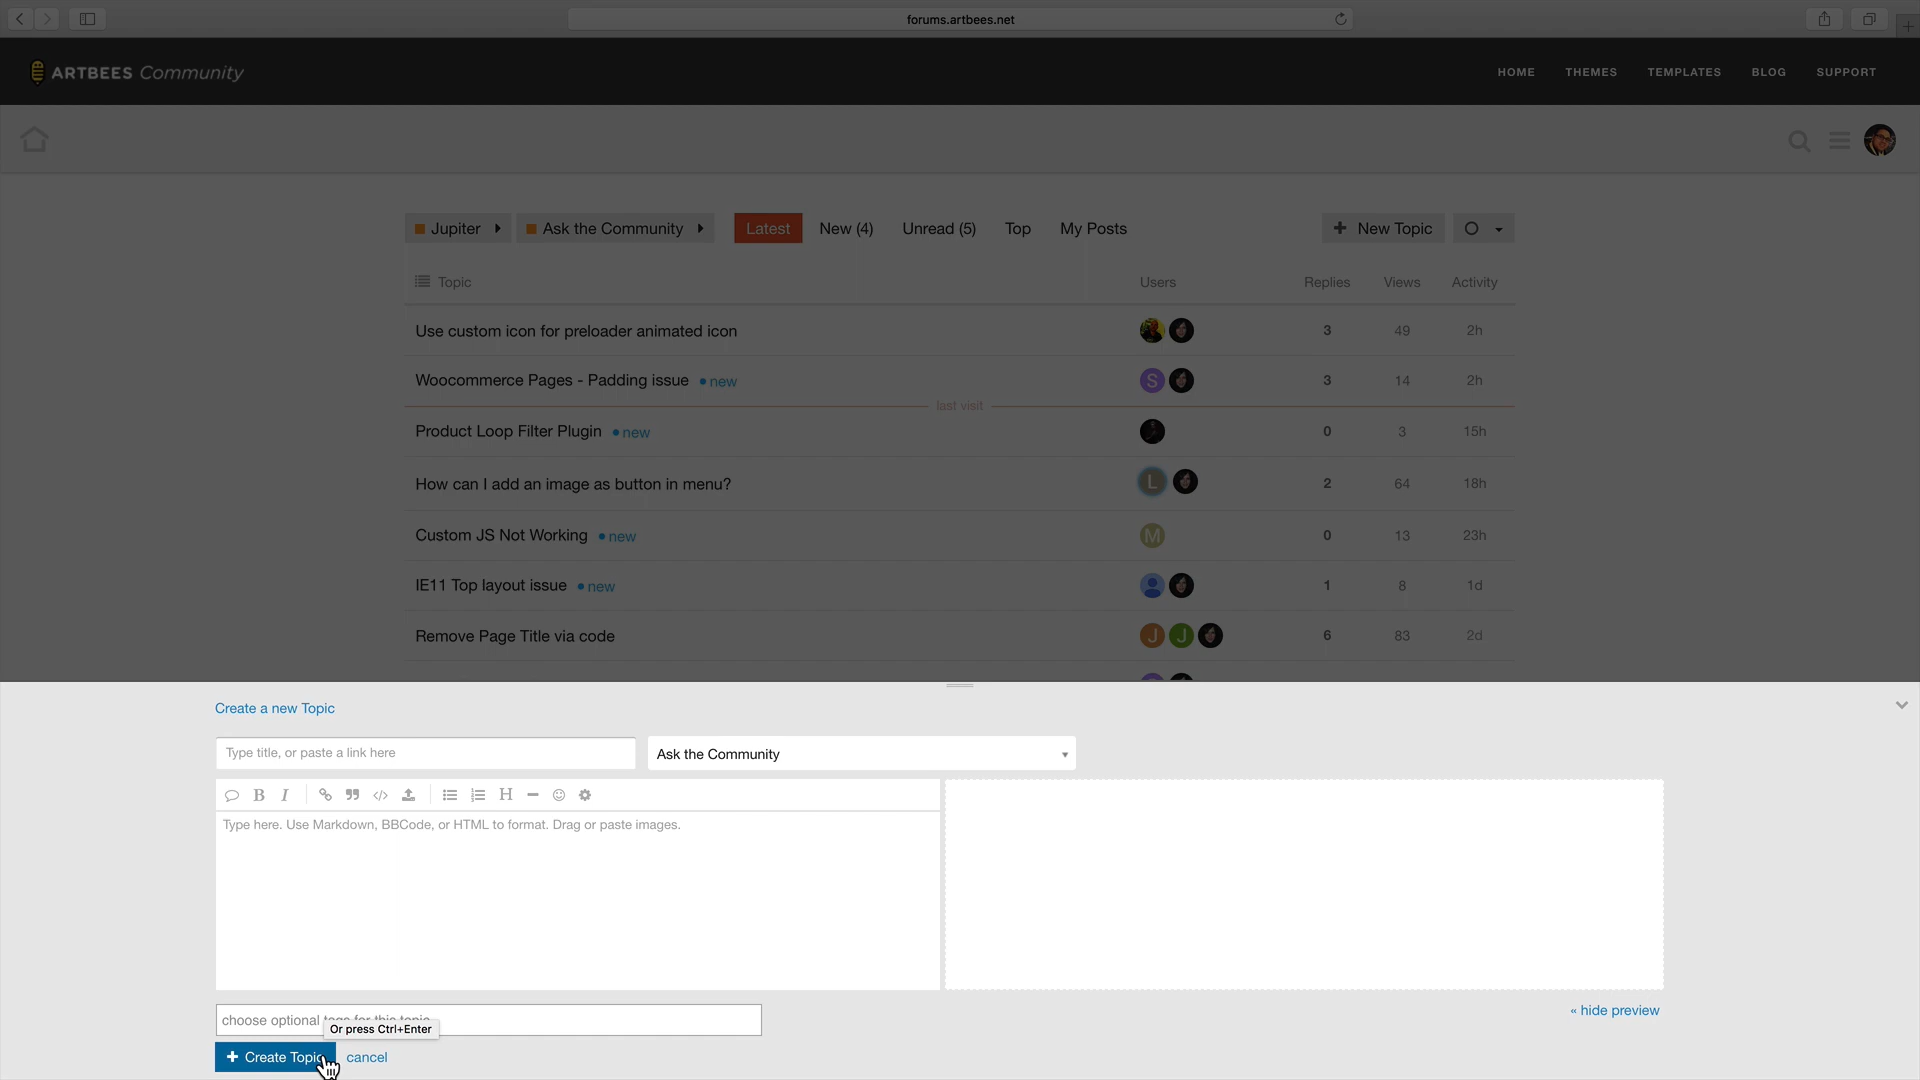 forums.artbees.net
ARTBEES Community
HOME THEMES TEMPLATES BLOG SUPPORT
Jupiter Ask the Community Latest New (4) Unread (5) Top My Posts + New Topic
Topic Users Replies Views Activity
Use custom icon for preloader animated icon 3 49 2h
Woocommerce Pages - Padding issue • new S 3 14 2h
last visit
Product Loop Filter Plugin • new 0 3 15h
How can I add an image as button in menu? L 2 64 18h
Custom JS Not Working • new M 0 13 23h
IE11 Top layout issue • new 1 8 1d
Remove Page Title via code J J 6 83 2d
Create a new Topic
Type title, or paste a link here Ask the Community
B I H
Type here. Use Markdown, BBCode, or HTML to format. Drag or paste images.
choose optional tags for this topic
« hide preview
Or press Ctrl+Enter
+ Create Topic cancel